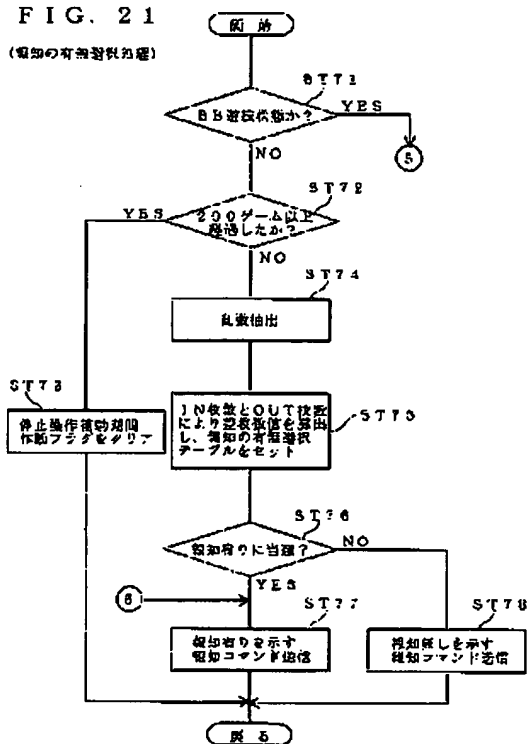 FIG. 21
(報知の有無選択処理)
開始
ST71
BB遊技状態か?
YES
5
NO
ST72
YES
200ゲーム以上
経過したか?
NO
ST74
乱数抽出
ST73
停止操作補助期間
作動フラグをクリア
IN枚数とOUT枚数
により差枚数値を算出
し、報知の有無選択
テーブルをセット
ST75
ST76
報知有りに当選?
NO
YES
6
ST77
ST78
報知有りを示す
報知コマンド送信
報知無しを示す
報知コマンド送信
戻る